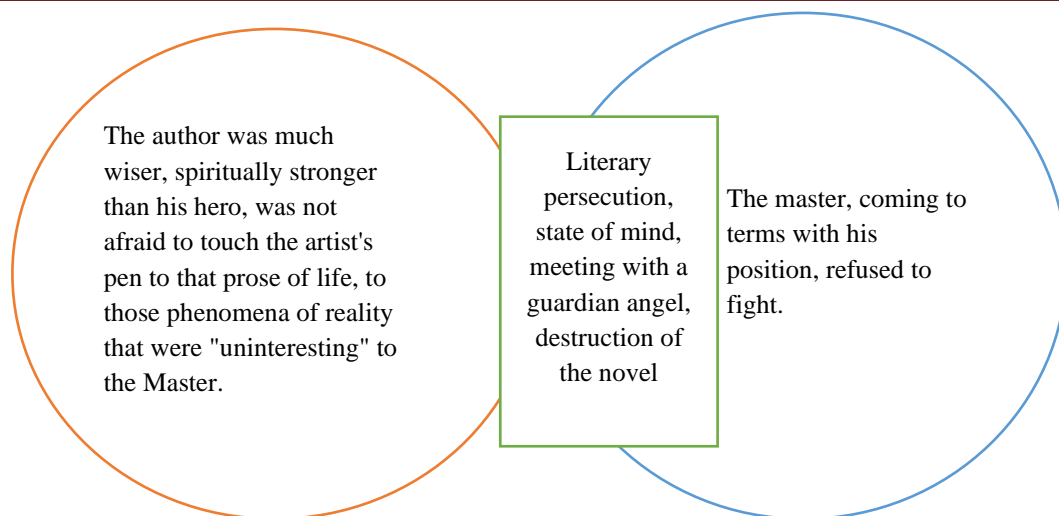 The author was much
wiser, spiritually stronger
than his hero, was not
afraid to touch the artist's
pen to that prose of life, to
those phenomena of reality
that were "uninteresting" to
the Master.
Literary
persecution,
state of mind,
meeting with a
guardian angel,
destruction of
the novel
The master, coming to
terms with his
position, refused to
fight.